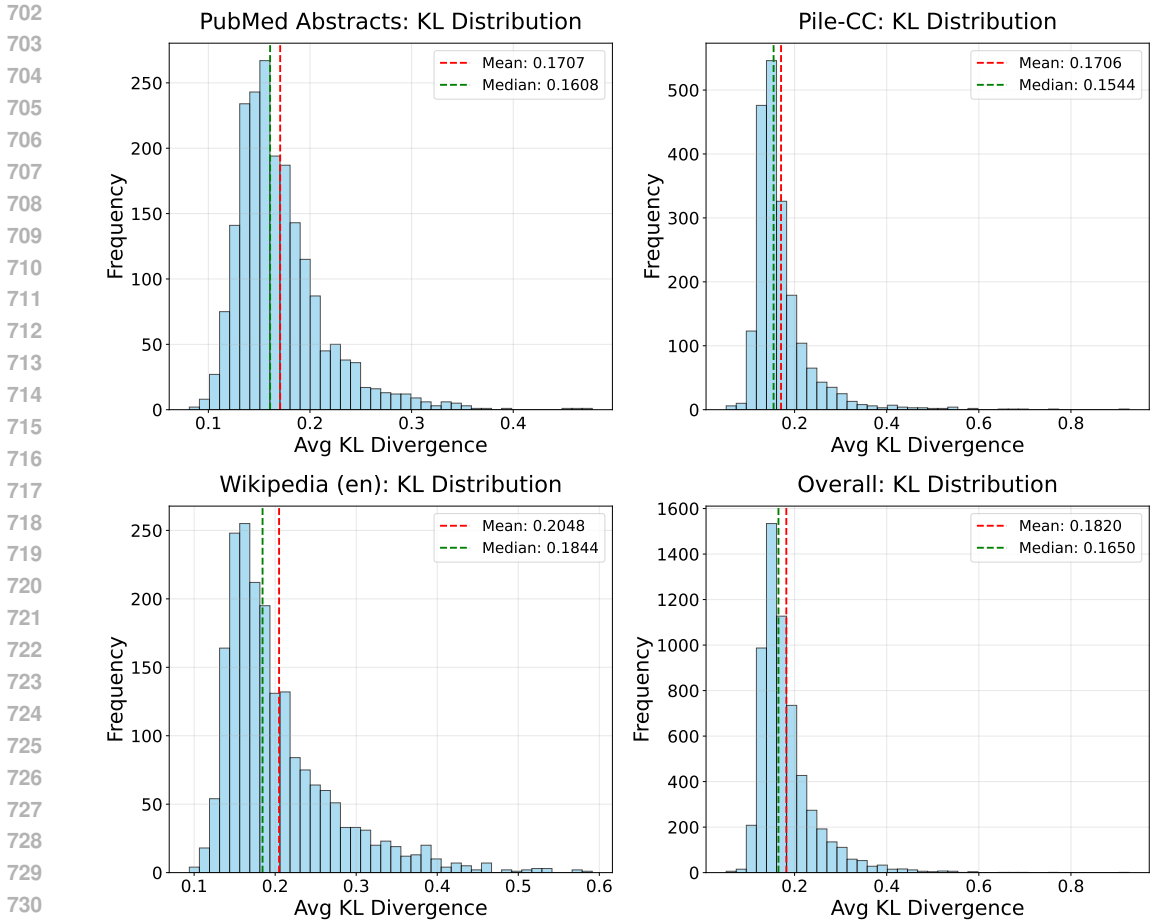 702
703
704
705
706
707
708
709
710
711
712
713
714
715
716
717
718
719
720
721
722
723
724
725
726
727
728
729
730
PubMed Abstracts: KL Distribution
Mean: 0.1707
Median: 0.1608
Frequency
250
200
150
100
50
0
0.1 0.2 0.3 0.4
Avg KL Divergence
Pile-CC: KL Distribution
Mean: 0.1706
Median: 0.1544
Frequency
500
400
300
200
100
0
0.2 0.4 0.6 0.8
Avg KL Divergence
Wikipedia (en): KL Distribution
Mean: 0.2048
Median: 0.1844
Frequency
250
200
150
100
50
0
0.1 0.2 0.3 0.4 0.5 0.6
Avg KL Divergence
Overall: KL Distribution
Mean: 0.1820
Median: 0.1650
Frequency
1600
1400
1200
1000
800
600
400
200
0
0.2 0.4 0.6 0.8
Avg KL Divergence